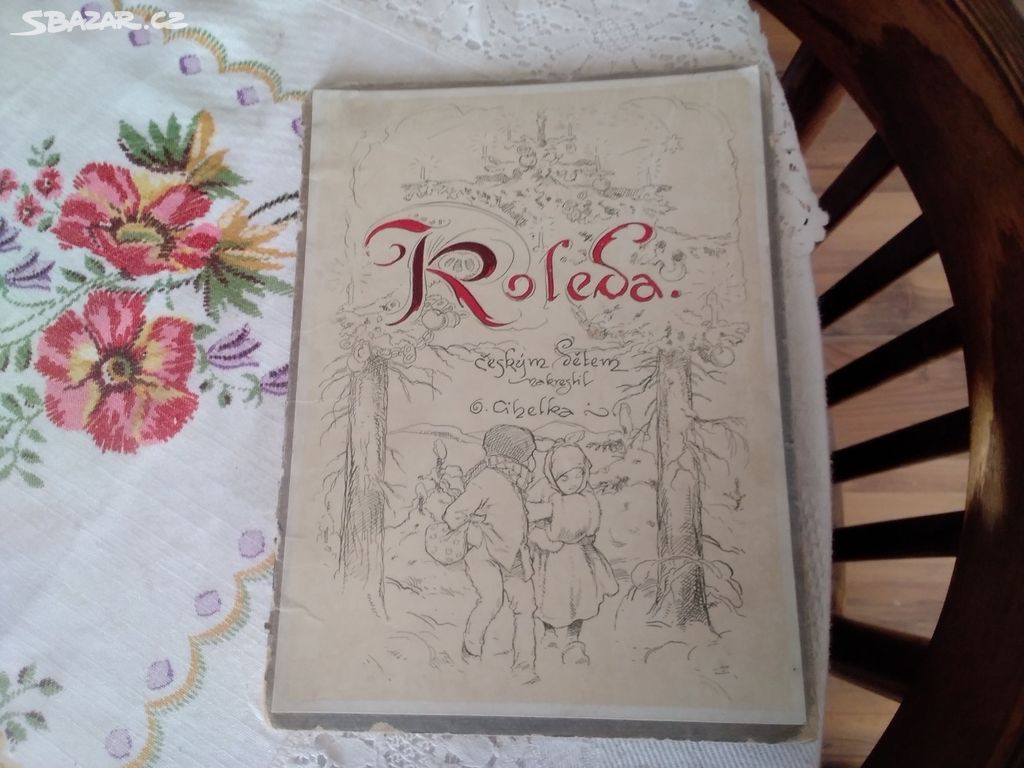 SBAZAR.CZ
Koleda.
českým dětem
nakreslil
O. Cihelka